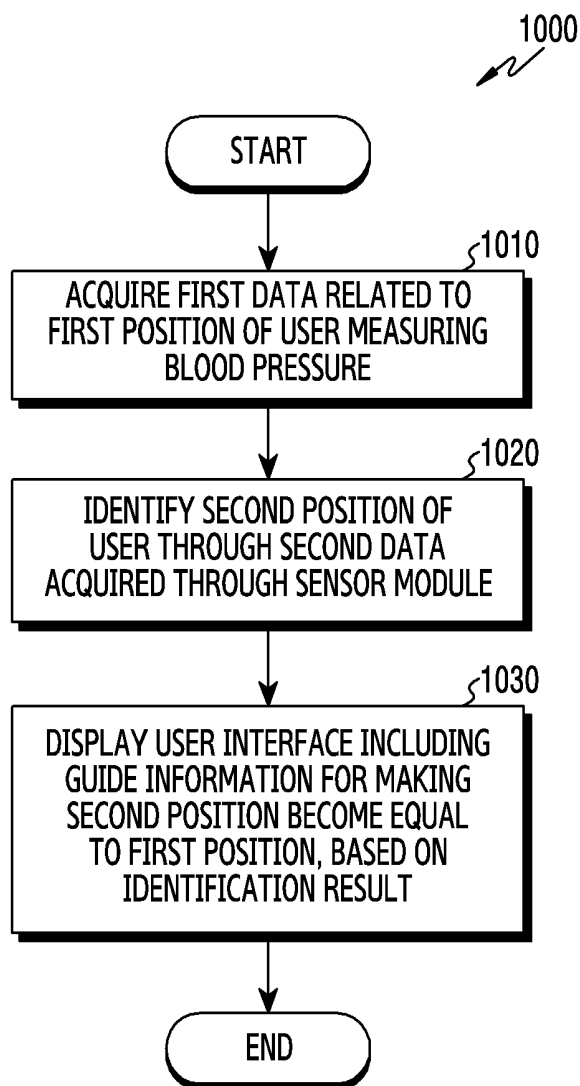 1000
START
1010
ACQUIRE FIRST DATA RELATED TO
FIRST POSITION OF USER MEASURING
BLOOD PRESSURE
1020
IDENTIFY SECOND POSITION OF
USER THROUGH SECOND DATA
ACQUIRED THROUGH SENSOR MODULE
1030
DISPLAY USER INTERFACE INCLUDING
GUIDE INFORMATION FOR MAKING
SECOND POSITION BECOME EQUAL
TO FIRST POSITION, BASED ON
IDENTIFICATION RESULT
END